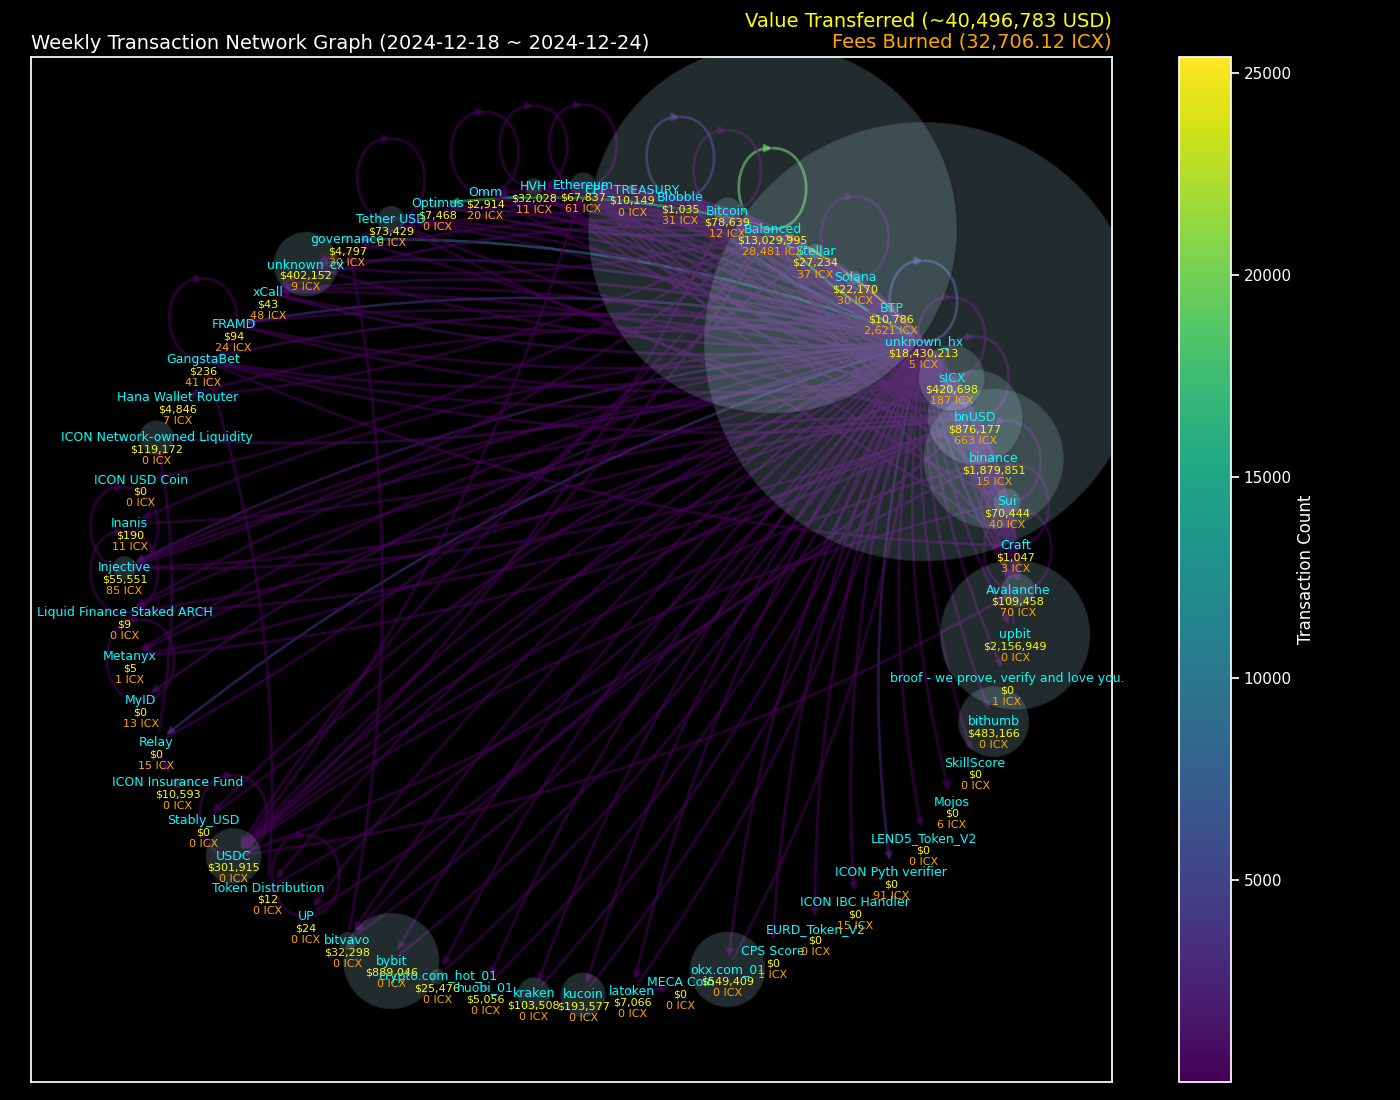 Value Transferred (~40,496,783 USD)
Weekly Transaction Network Graph (2024-12-18 ~ 2024-12-24)
Fees Burned (32,706.12 ICX)
HVH
$32,028
11 ICX
Ethereum
$67,837
61 ICX
CPF_TREASURY
$10,149
0 ICX
Omm
$2,914
20 ICX
Blobble
$1,035
31 ICX
Optimus
$7,468
0 ICX
Bitcoin
$78,639
12 ICX
Tether USD
$73,429
0 ICX
Balanced
$13,029,995
28,481 ICX
governance
$4,797
30 ICX
Stellar
$27,234
37 ICX
unknown_cx
$402,152
9 ICX
Solana
$22,170
30 ICX
xCall
$43
48 ICX
BTP
$10,786
2,621 ICX
FRAMD
$94
24 ICX
unknown_hx
$18,430,213
5 ICX
GangstaBet
$236
41 ICX
sICX
$420,698
187 ICX
Hana Wallet Router
$4,846
7 ICX
bnUSD
$876,177
663 ICX
ICON Network-owned Liquidity
$119,172
0 ICX
binance
$1,879,851
15 ICX
ICON USD Coin
$0
0 ICX
Sui
$70,444
40 ICX
Inanis
$190
11 ICX
Craft
$1,047
3 ICX
Injective
$55,551
85 ICX
Avalanche
$109,458
70 ICX
Liquid Finance Staked ARCH
$9
0 ICX
upbit
$2,156,949
0 ICX
Metanyx
$5
1 ICX
broof - we prove, verify and love you.
$0
1 ICX
MyID
$0
13 ICX
bithumb
$483,166
0 ICX
Relay
$0
15 ICX
SkillScore
$0
0 ICX
ICON Insurance Fund
$10,593
0 ICX
Mojos
$0
6 ICX
Stably_USD
$0
0 ICX
LEND5_Token_V2
$0
0 ICX
USDC
$301,915
0 ICX
ICON Pyth verifier
$0
91 ICX
Token Distribution
$12
0 ICX
ICON IBC Handler
$0
15 ICX
UP
$24
0 ICX
EURD_Token_V2
$0
0 ICX
bitvavo
$32,298
0 ICX
CPS Score
$0
1 ICX
bybit
$889,046
0 ICX
okx.com_01
$549,409
0 ICX
crypto.com_hot_01
$25,476
0 ICX
MECA Coin
$0
0 ICX
huobi_01
$5,056
0 ICX
latoken
$7,066
0 ICX
kraken
$103,508
0 ICX
kucoin
$193,577
0 ICX
25000
20000
15000
10000
5000
Transaction Count